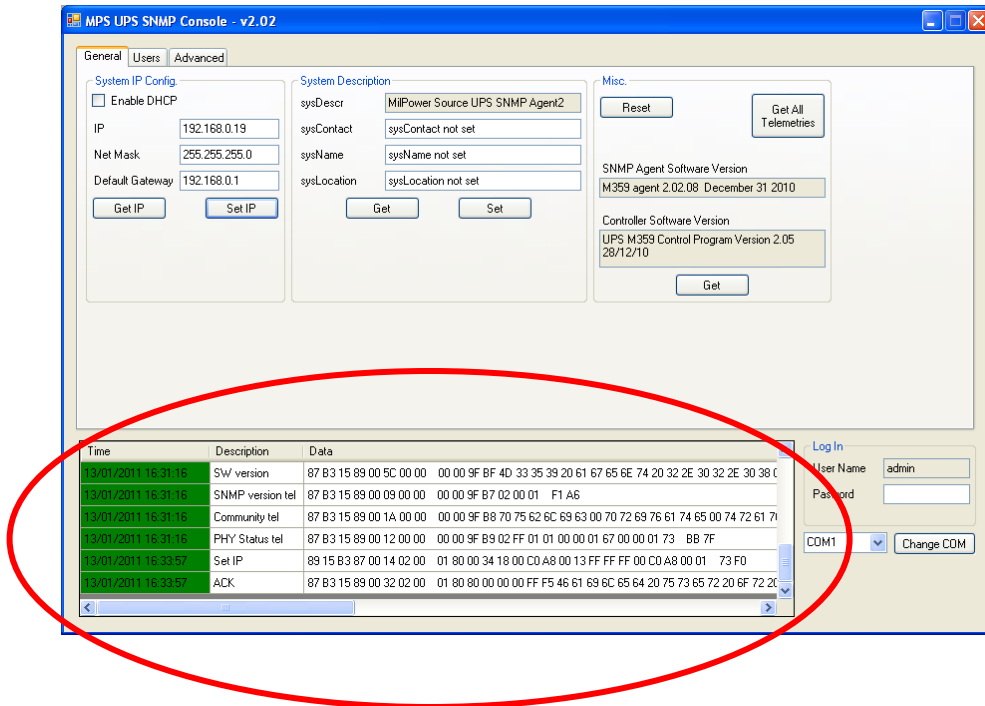 MPS UPS SNMP Console - v2.02
General Users Advanced
System IP Config.
Enable DHCP
IP 192.168.0.19
Net Mask 255.255.255.0
Default Gateway 192.168.0.1
Get IP Set IP
System Description
sysDescr MilPower Source UPS SNMP Agent2
sysContact sysContact not set
sysName sysName not set
sysLocation sysLocation not set
Get Set
Misc.
Reset Get All Telemetries
SNMP Agent Software Version
M359 agent 2.02.08 December 31 2010
Controller Software Version
UPS M359 Control Program Version 2.05
28/12/10
Get
Time Description Data
13/01/2011 16:31:16 SW version 87 B3 15 89 00 5C 00 00 00 00 9F BF 4D 33 35 39 20 61 67 65 6E 74 20 32 2E 30 32 2E 30 38
13/01/2011 16:31:16 SNMP version tel 87 B3 15 89 00 09 00 00 00 00 9F B7 02 00 01 F1 A6
13/01/2011 16:31:16 Community tel 87 B3 15 89 00 1A 00 00 00 00 9F B8 70 75 62 6C 69 63 00 70 72 69 76 61 74 65 00 74 72 61
13/01/2011 16:31:16 PHY Status tel 87 B3 15 89 00 12 00 00 00 00 9F B9 02 FF 01 01 00 00 01 67 00 00 01 73 BB 7F
13/01/2011 16:33:57 Set IP 89 15 B3 87 00 14 02 00 01 80 00 34 18 00 C0 A8 00 13 FF FF FF 00 C0 A8 00 01 73 F0
13/01/2011 16:33:57 ACK 87 B3 15 89 00 32 02 00 01 80 80 00 00 00 FF F5 46 61 69 6C 65 64 20 75 73 65 72 20 6F 72
Log In
User Name admin
COM1 Change COM